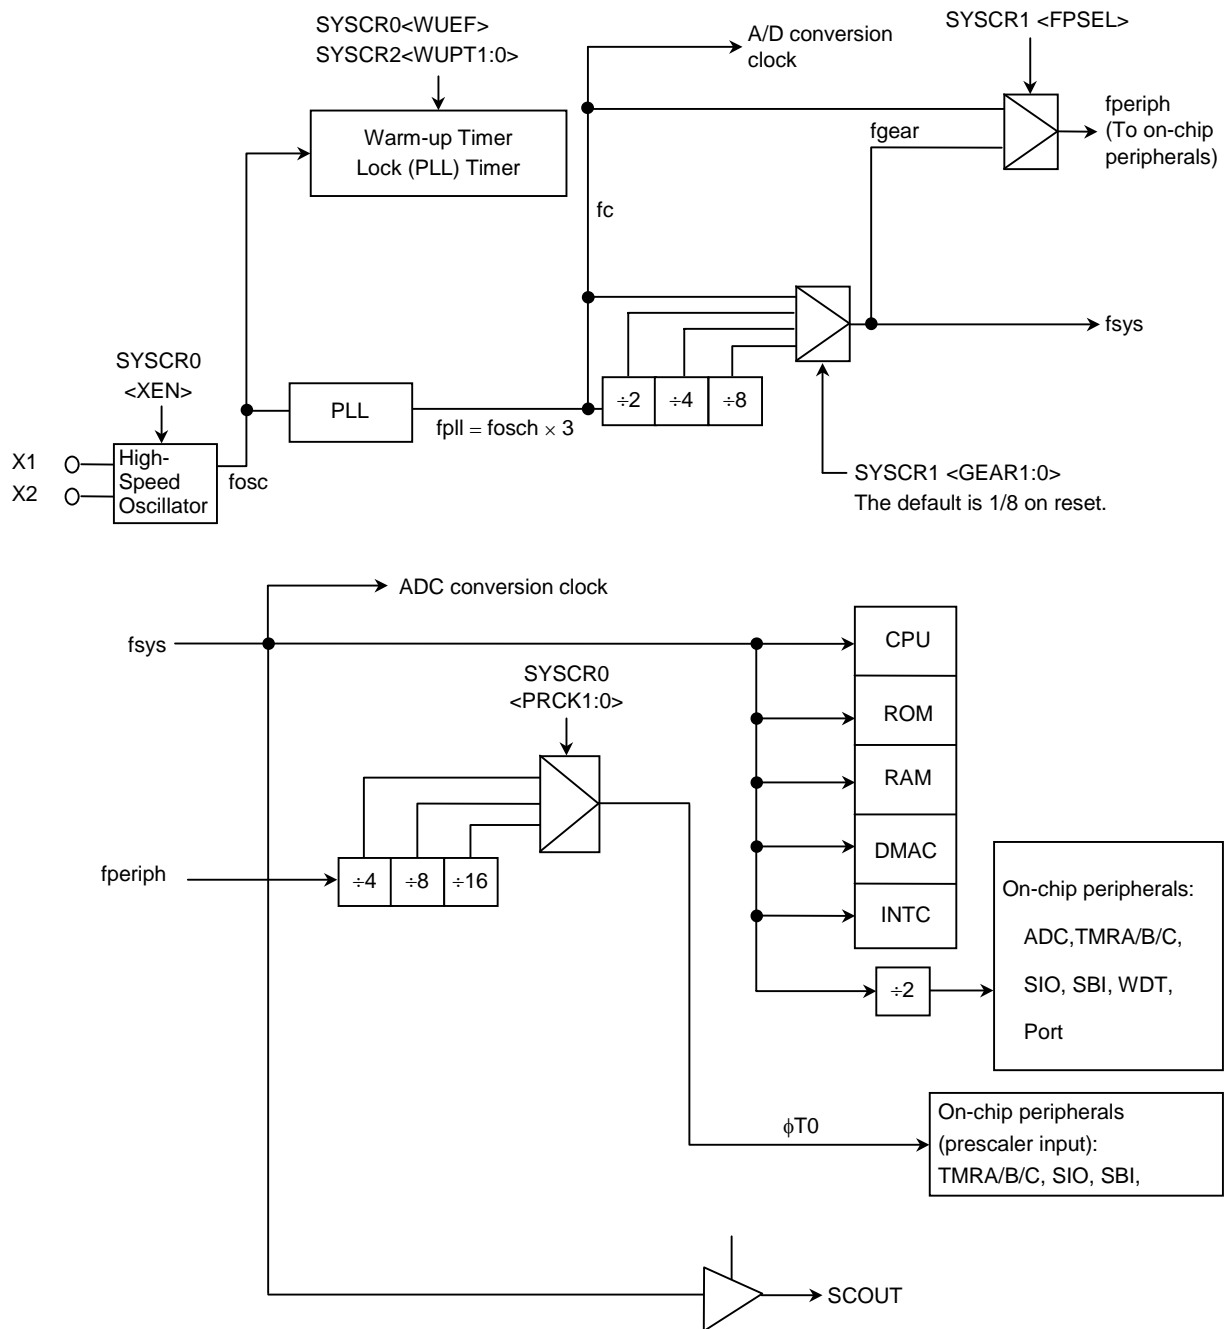 SYSCR0<WUEF>
SYSCR2<WUPT1:0>
A/D conversion
clock
SYSCR1 <FPSEL>
Warm-up Timer
Lock (PLL) Timer
fperiph
(To on-chip
peripherals)
fgear
fc
fsys
SYSCR0
<XEN>
PLL
÷2
÷4
÷8
fpll = fosch × 3
X1
X2
High-
Speed
Oscillator
fosc
SYSCR1 <GEAR1:0>
The default is 1/8 on reset.
ADC conversion clock
fsys
CPU
SYSCR0
<PRCK1:0>
ROM
RAM
DMAC
fperiph
÷4
÷8
÷16
INTC
÷2
On-chip peripherals:
ADC,TMRA/B/C,
SIO, SBI, WDT,
Port
ϕT0
On-chip peripherals
(prescaler input):
TMRA/B/C, SIO, SBI,
SCOUT